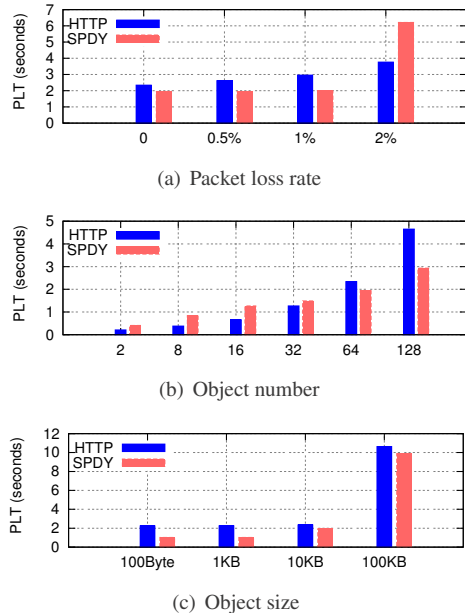 7
6
5
4
3
2
1
0
PLT (seconds)
HTTP
SPDY
0 0.5% 1% 2%
(a) Packet loss rate
5
4
3
2
1
0
PLT (seconds)
HTTP
SPDY
2 8 16 32 64 128
(b) Object number
12
10
8
6
4
2
0
PLT (seconds)
HTTP
SPDY
100Byte 1KB 10KB 100KB
(c) Object size